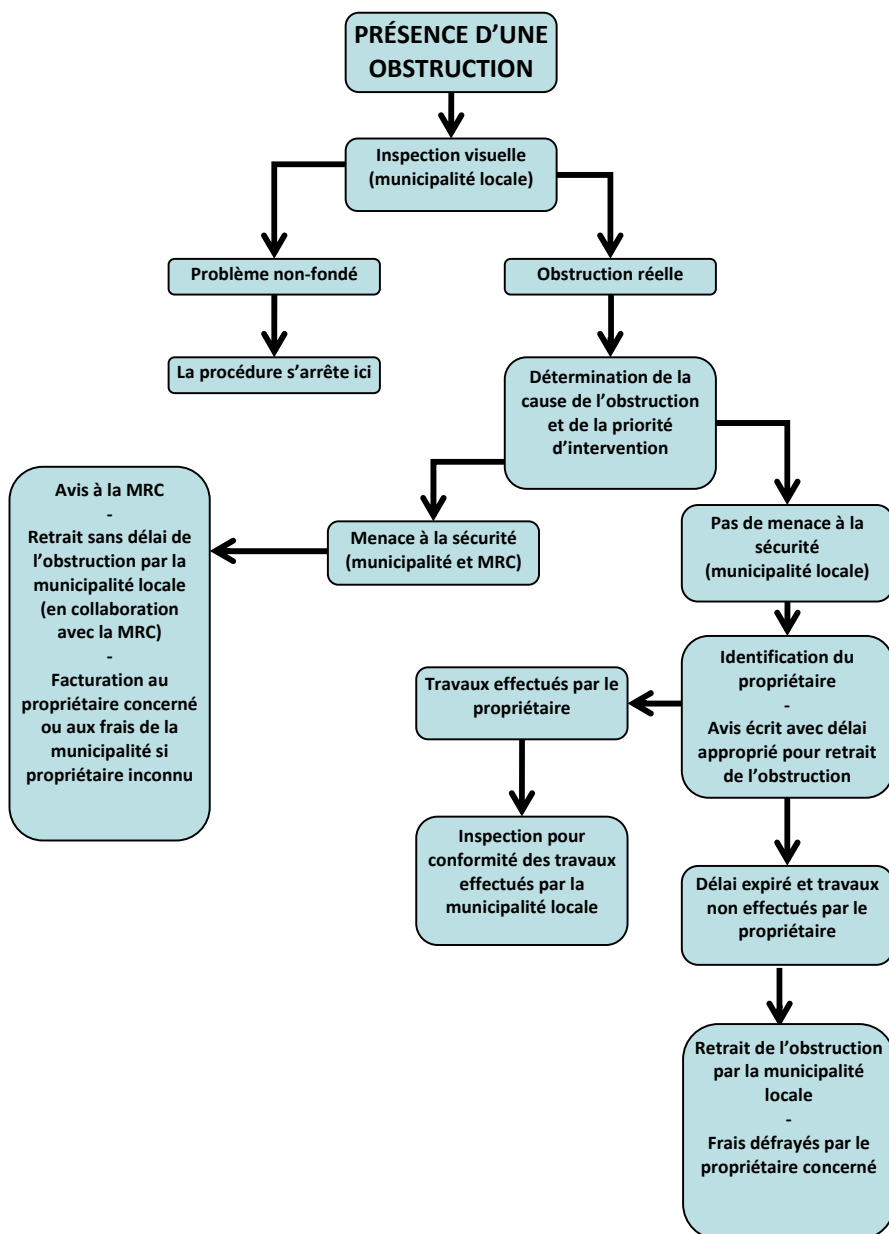 PRÉSENCE D’UNE
OBSTRUCTION
Inspection visuelle
(municipalité locale)
Problème non-fondé
Obstruction réelle
La procédure s’arrête ici
Détermination de la
cause de l’obstruction
et de la priorité
d’intervention
Avis à la MRC
-
Retrait sans délai de
l’obstruction par la
municipalité locale
(en collaboration
avec la MRC)
-
Facturation au
propriétaire concerné
ou aux frais de la
municipalité si
propriétaire inconnu
Menace à la sécurité
(municipalité et MRC)
Pas de menace à la
sécurité
(municipalité locale)
Travaux effectués par le
propriétaire
Identification du
propriétaire
-
Avis écrit avec délai
approprié pour retrait
de l’obstruction
Inspection pour
conformité des travaux
effectués par la
municipalité locale
Délai expiré et travaux
non effectués par le
propriétaire
Retrait de l’obstruction
par la municipalité
locale
-
Frais défrayés par le
propriétaire concerné